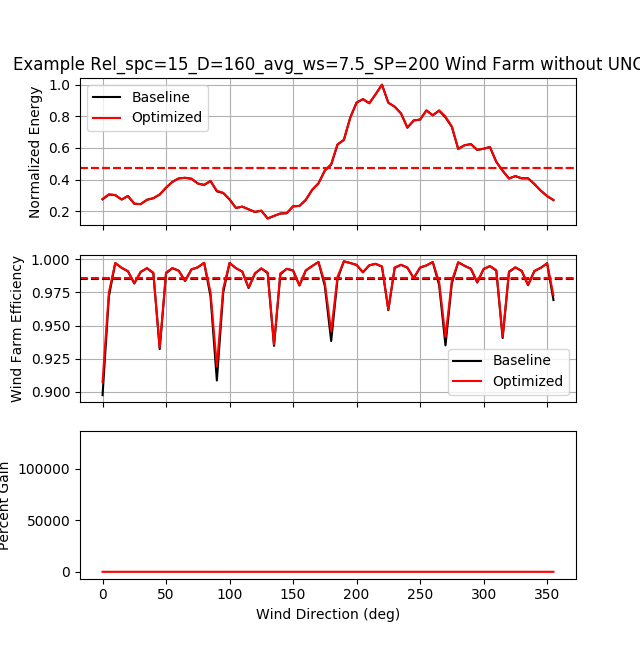 Example Rel_spc=15_D=160_avg_ws=7.5_SP=200 Wind Farm without UNC
1.0
0.8
0.6
0.4
0.2
Normalized Energy
Baseline
Optimized
1.000
0.975
0.950
0.925
0.900
Wind Farm Efficiency
Baseline
Optimized
100000
50000
0
Percent Gain
0 50 100 150 200 250 300 350
Wind Direction (deg)